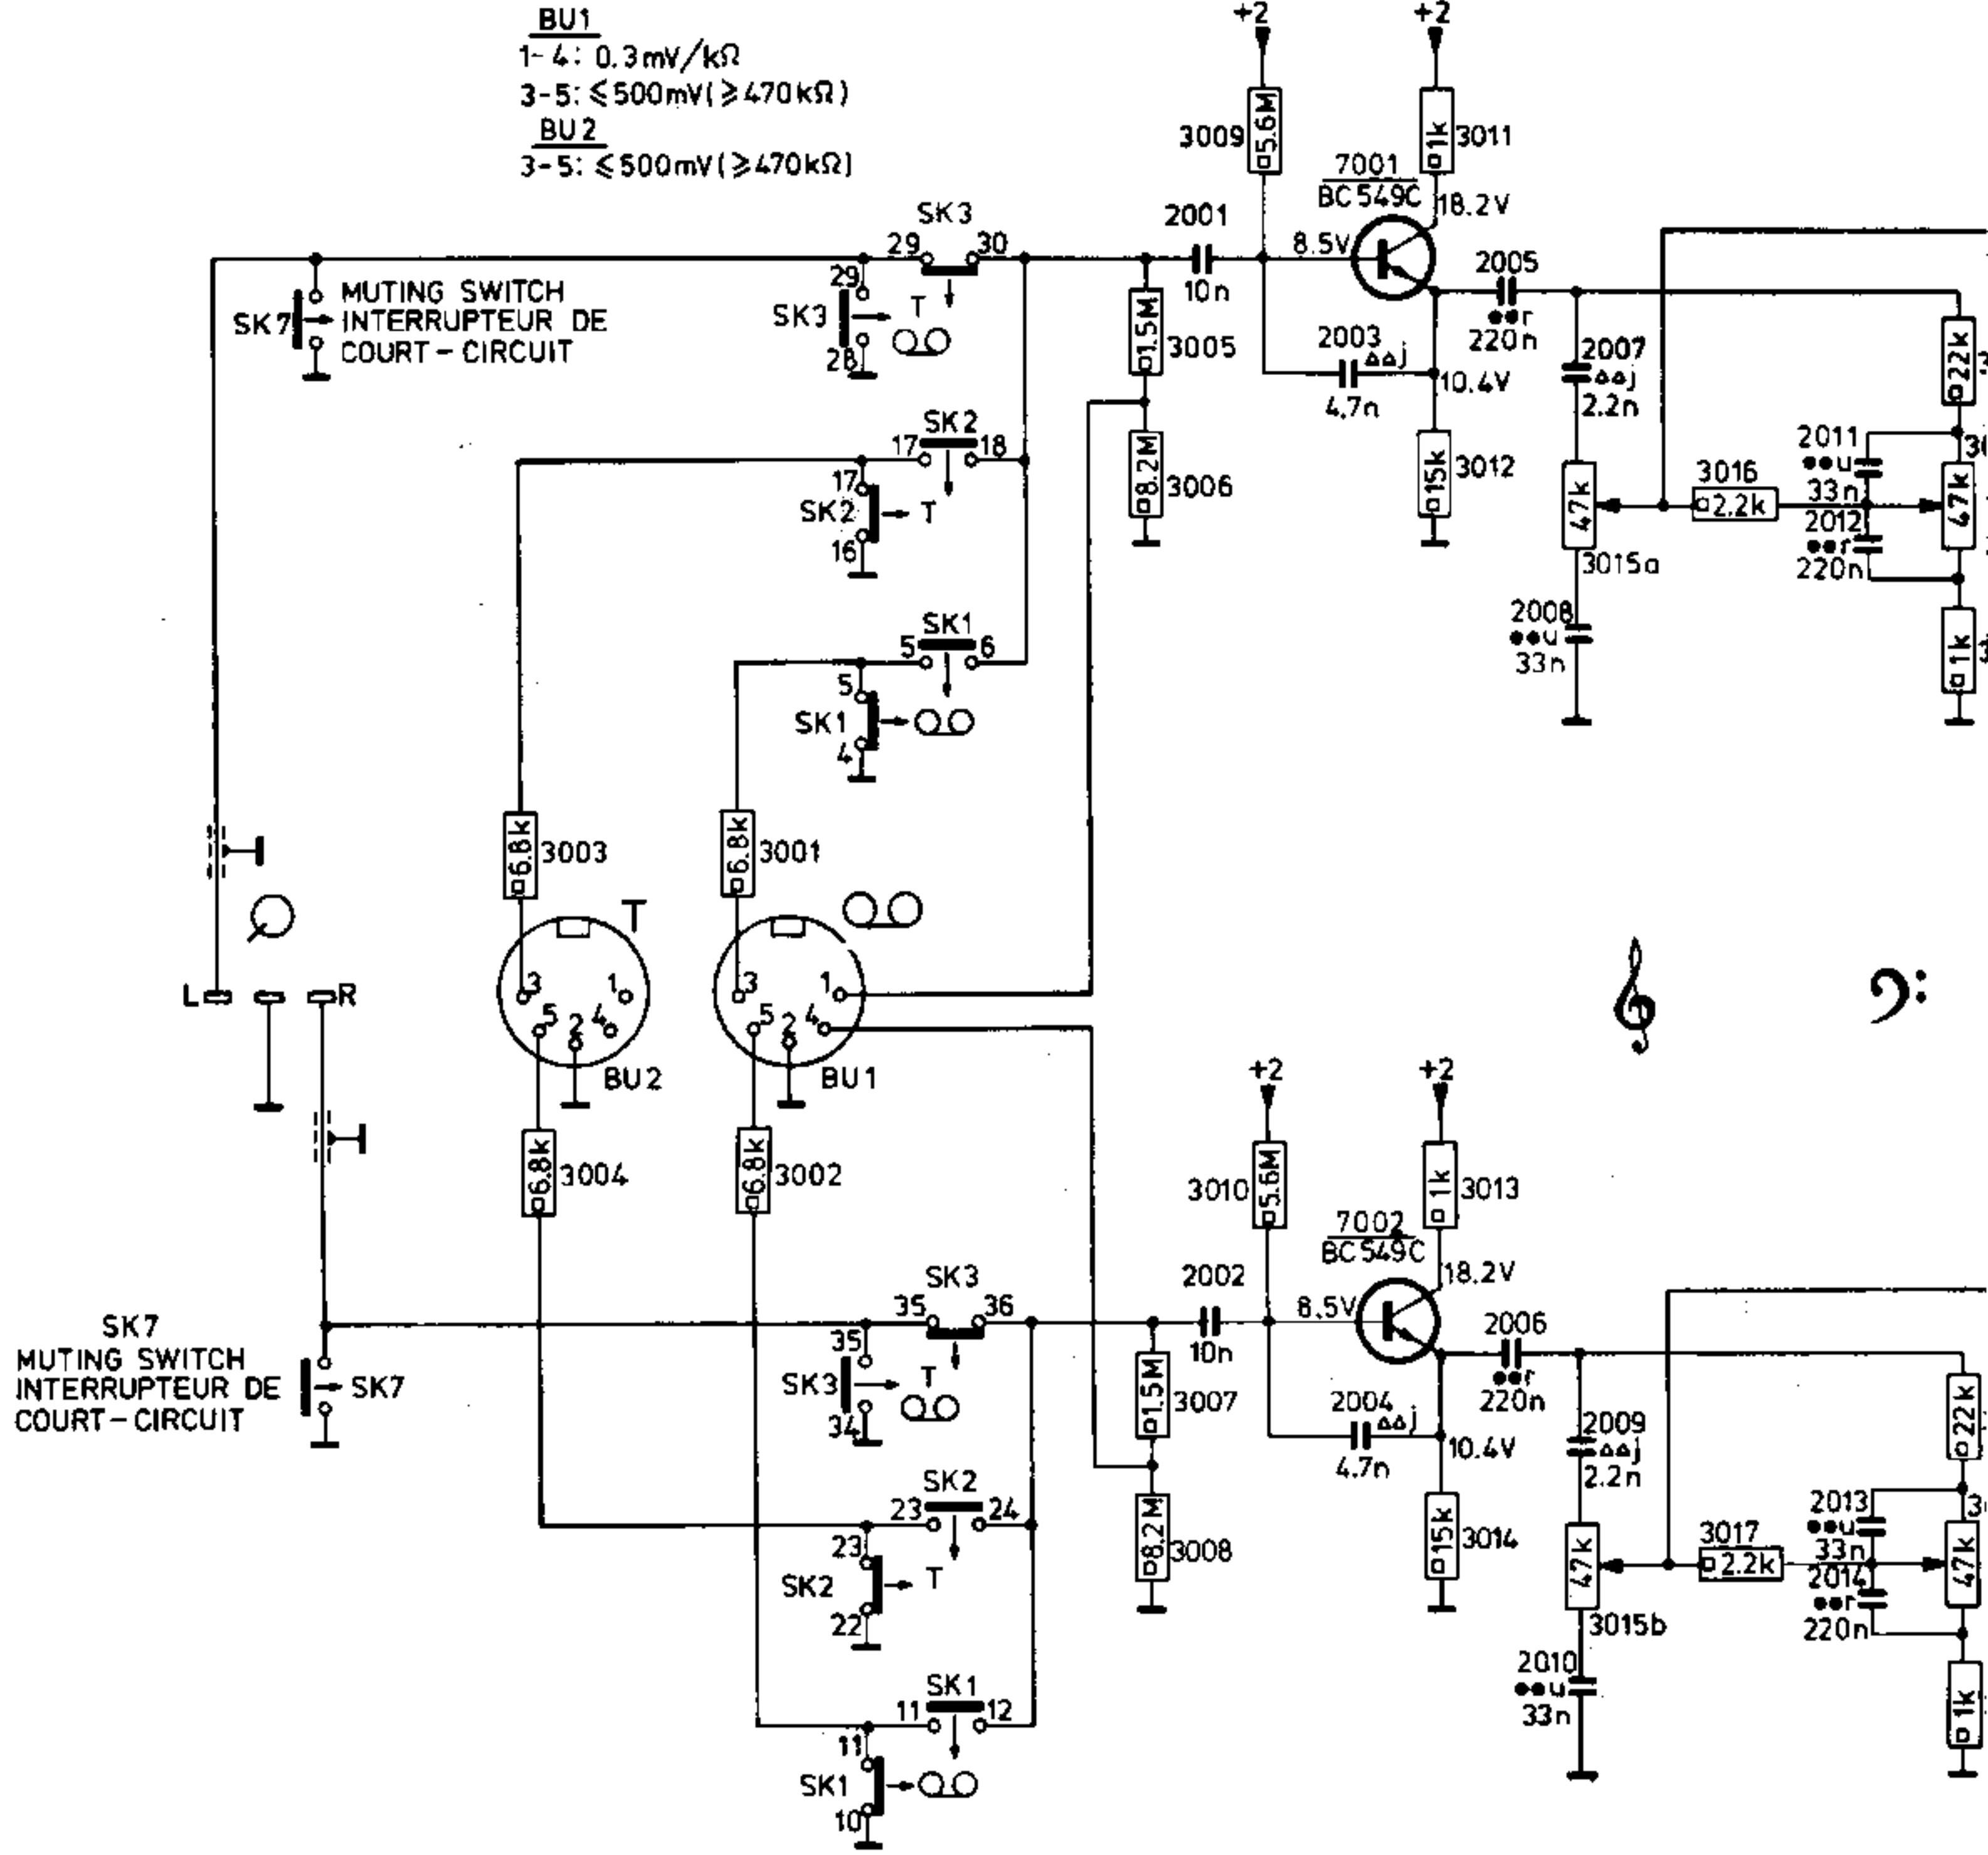 BU1
1-4: 0.3mV/kΩ
3-5: ⩽500mV(⩾470kΩ)
BU2
3-5: ⩽500mV(⩾470kΩ)
+2
+2
3009
5.6M
1k
3011
7001
BC549C
18.2V
SK3
29
30
2001
10n
8.5V
2005
●●r
220n
SK7
MUTING SWITCH
INTERRUPTEUR DE
COURT-CIRCUIT
29
SK3
T
28
1.5M
3005
2003
ΔΔj
4.7n
10.4V
2007
ΔΔj
2.2n
22k
3
SK2
17
18
17
SK2
T
16
8.2M
3006
15k
3012
2011
●●u
33n
2012
●●r
220n
3016
2.2k
47k
3015a
47k
SK1
5
6
5
SK1
4
2008
●●u
33n
1k
6.8k
3003
6.8k
3001
T
L
R
3
1
5
2
4
BU2
3
1
5
2
4
BU1
6.8k
3004
6.8k
3002
+2
+2
3010
5.6M
1k
3013
7002
BC549C
18.2V
SK3
35
36
2002
10n
8.5V
2006
●●r
220n
SK7
MUTING SWITCH
INTERRUPTEUR DE
COURT-CIRCUIT
SK7
35
SK3
T
34
1.5M
3007
2004
ΔΔj
4.7n
10.4V
2009
ΔΔj
2.2n
22k
SK2
23
24
23
SK2
T
22
8.2M
3008
15k
3014
2013
●●u
33n
2014
●●r
220n
3017
2.2k
47k
3015b
47k
SK1
11
12
11
SK1
10
2010
●●u
33n
1k